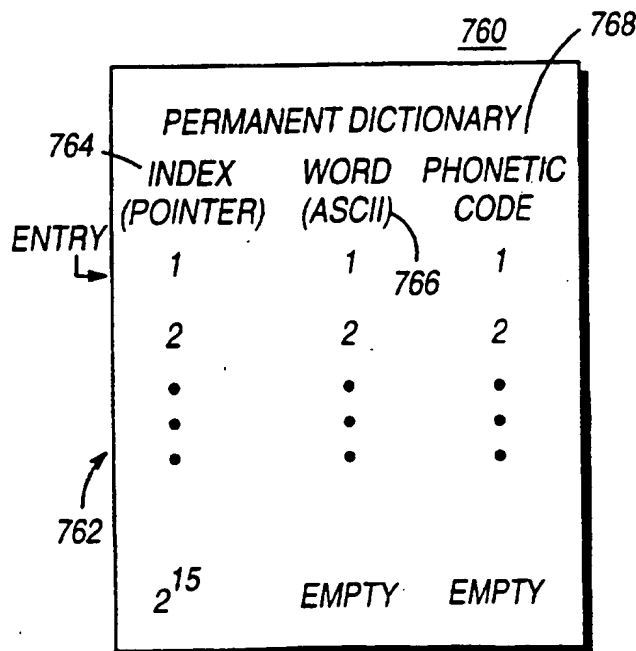 760 768
PERMANENT DICTIONARY
764
INDEX WORD PHONETIC
(POINTER) (ASCII) CODE
ENTRY
1 1 1
766
2 2 2
762
2^15 EMPTY EMPTY